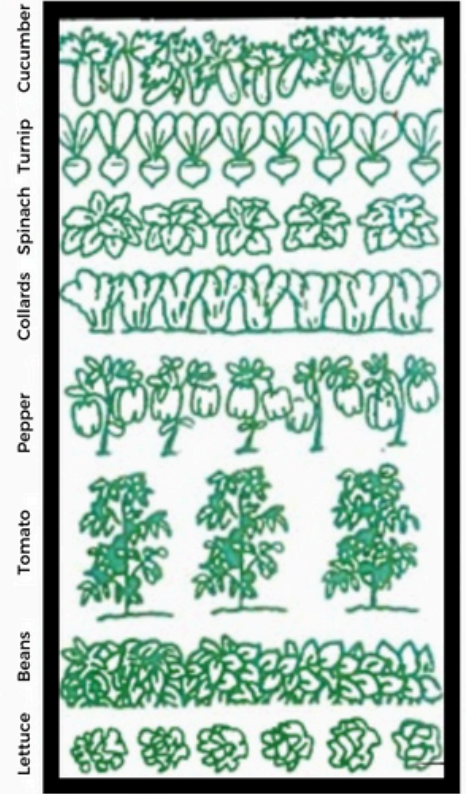 Cucumber
Turnip
Spinach
Collards
Pepper
Tomato
Beans
Lettuce